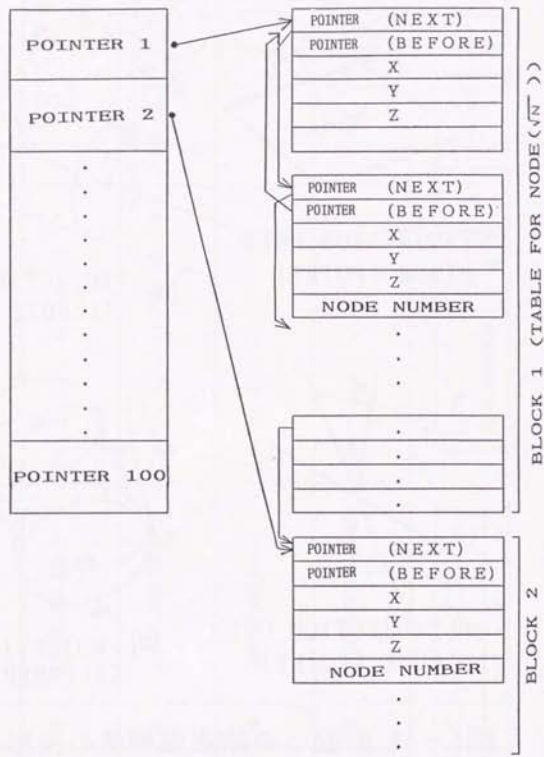 POINTER 1
POINTER 2
POINTER 100
POINTER (NEXT)
POINTER (BEFORE)
X
Y
Z
POINTER (NEXT)
POINTER (BEFORE)
X
Y
Z
NODE NUMBER
BLOCK 1 (TABLE FOR NODE(√N))
POINTER (NEXT)
POINTER (BEFORE)
X
Y
Z
NODE NUMBER
BLOCK 2